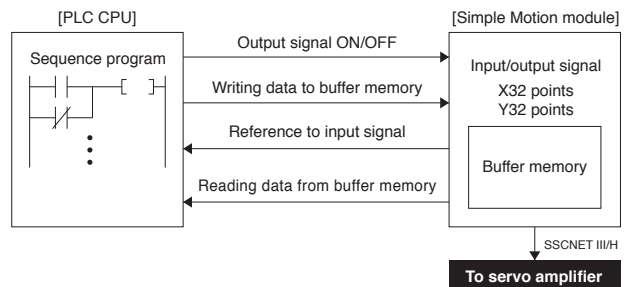 [PLC CPU]
[Simple Motion module]
Sequence program
Output signal ON/OFF
Writing data to buffer memory
Reference to input signal
Reading data from buffer memory
Input/output signal
X32 points
Y32 points
Buffer memory
SSCNET III/H
To servo amplifier